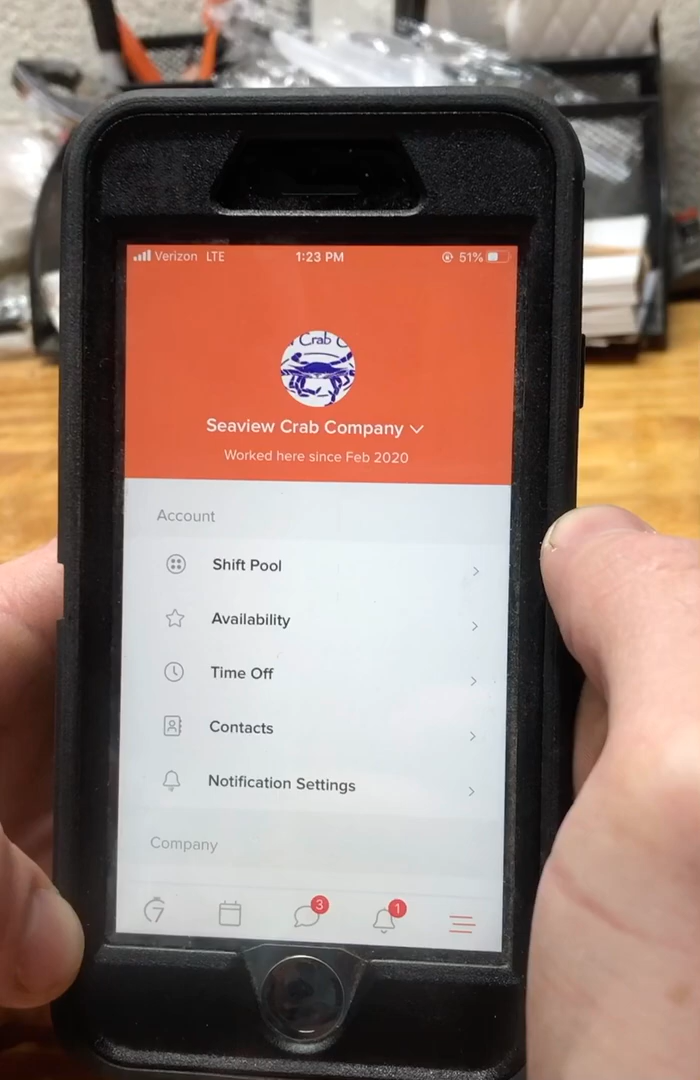 Verizon LTE 1:23 PM 51%
Crab C
Seaview Crab Company
Worked here since Feb 2020
Account
Shift Pool
Availability
Time Off
Contacts
Notification Settings
Company
7 3 1